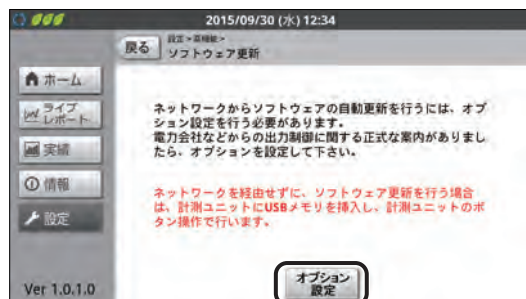 2015/09/30 (水) 12:34
戻る
設定>高機能>
ソフトウェア更新
ホーム
ライブ
レポート
実績
情報
設定
ネットワークからソフトウェアの自動更新を行うには、オプ
ション設定を行う必要があります。
電力会社などからの出力制御に関する正式な案内がありまし
たら、オプションを設定して下さい。
ネットワークを経由せずに、ソフトウェア更新を行う場合
は、計測ユニットにUSBメモリを挿入し、計測ユニットのボ
タン操作で行います。
オプション
設定
Ver 1.0.1.0